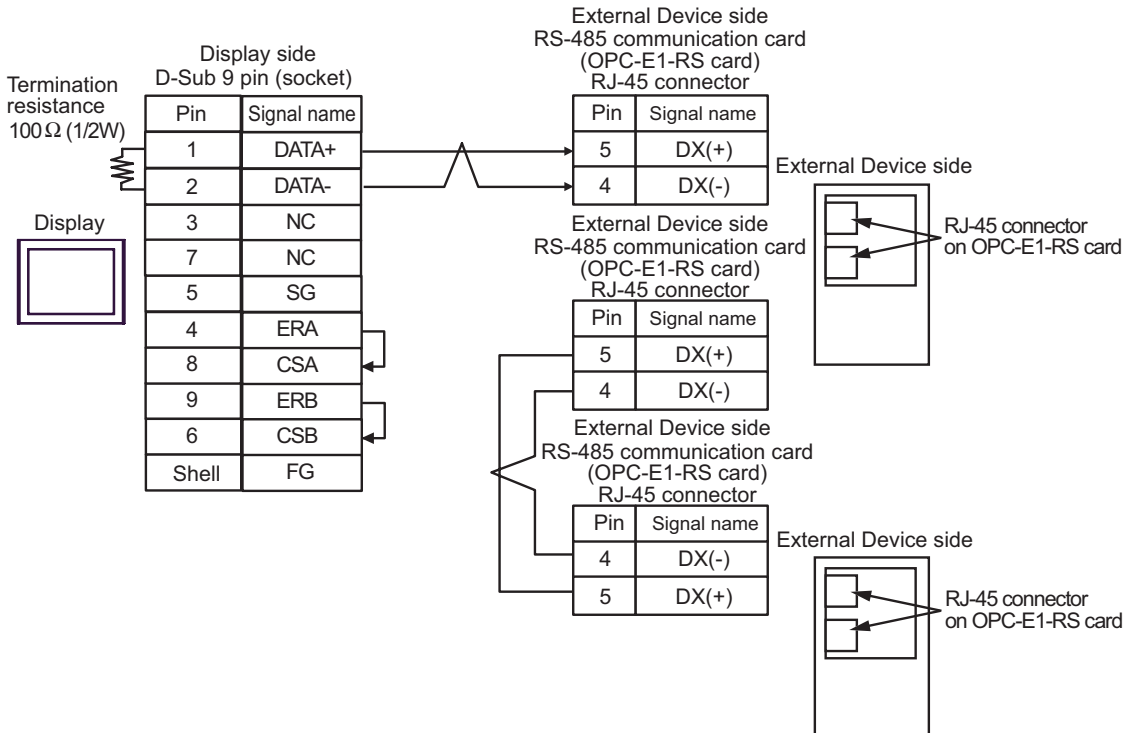 Termination
resistance
100Ω (1/2W)
Display
Display side
D-Sub 9 pin (socket)
Pin Signal name
1 DATA+
2 DATA-
3 NC
7 NC
5 SG
4 ERA
8 CSA
9 ERB
6 CSB
Shell FG
External Device side
RS-485 communication card
(OPC-E1-RS card)
RJ-45 connector
Pin Signal name
5 DX(+)
4 DX(-)
External Device side
RJ-45 connector
on OPC-E1-RS card
External Device side
RS-485 communication card
(OPC-E1-RS card)
RJ-45 connector
Pin Signal name
5 DX(+)
4 DX(-)
External Device side
RS-485 communication card
(OPC-E1-RS card)
RJ-45 connector
Pin Signal name
4 DX(-)
5 DX(+)
External Device side
RJ-45 connector
on OPC-E1-RS card